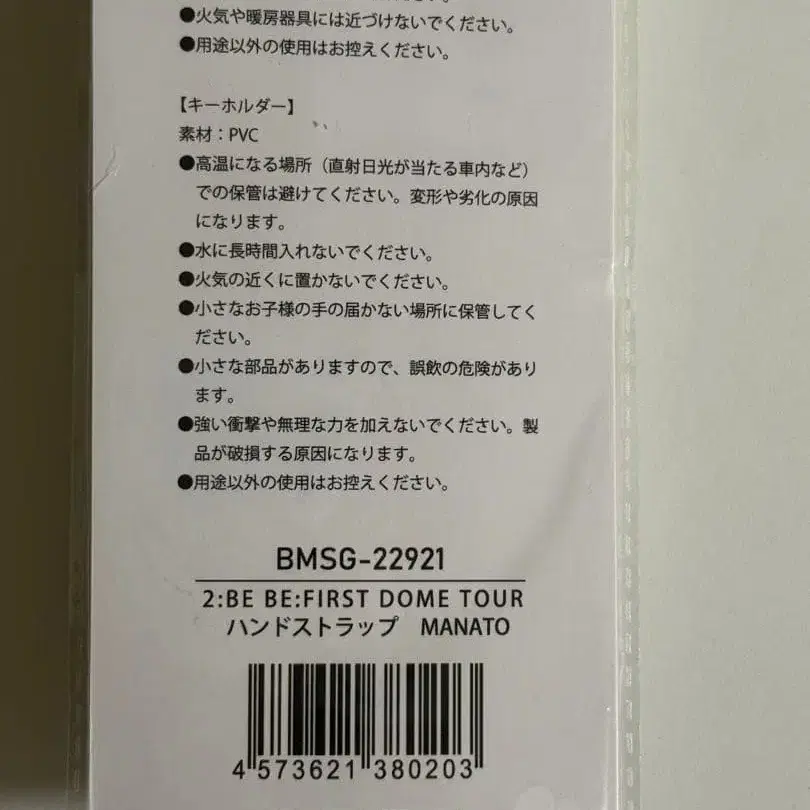 ●火気や暖房器具には近づけないでください。
●用途以外の使用はお控えください。
【キーホルダー】
素材：PVC
●高温になる場所（直射日光が当たる車内など）
での保管は避けてください。変形や劣化の原因
になります。
●水に長時間入れないでください。
●火気の近くに置かないでください。
●小さなお子様の手の届かない場所に保管してく
ださい。
●小さな部品がありますので、誤飲の危険があり
ます。
●強い衝撃や無理な力を加えないでください。製
品が破損する原因になります。
●用途以外の使用はお控えください。
BMSG-22921
2:BE BE:FIRST DOME TOUR
ハンドストラップ　MANATO
4 573621 380203